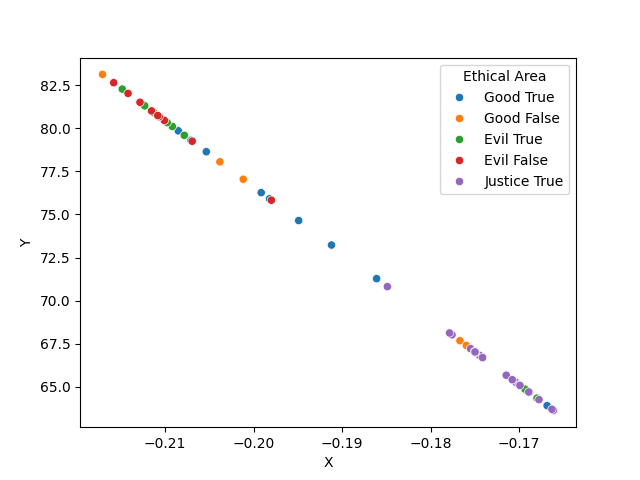 Ethical Area
Good True
Good False
Evil True
Evil False
Justice True
82.5
80.0
77.5
75.0
72.5
70.0
67.5
65.0
Y
−0.21 −0.20 −0.19 −0.18 −0.17
X